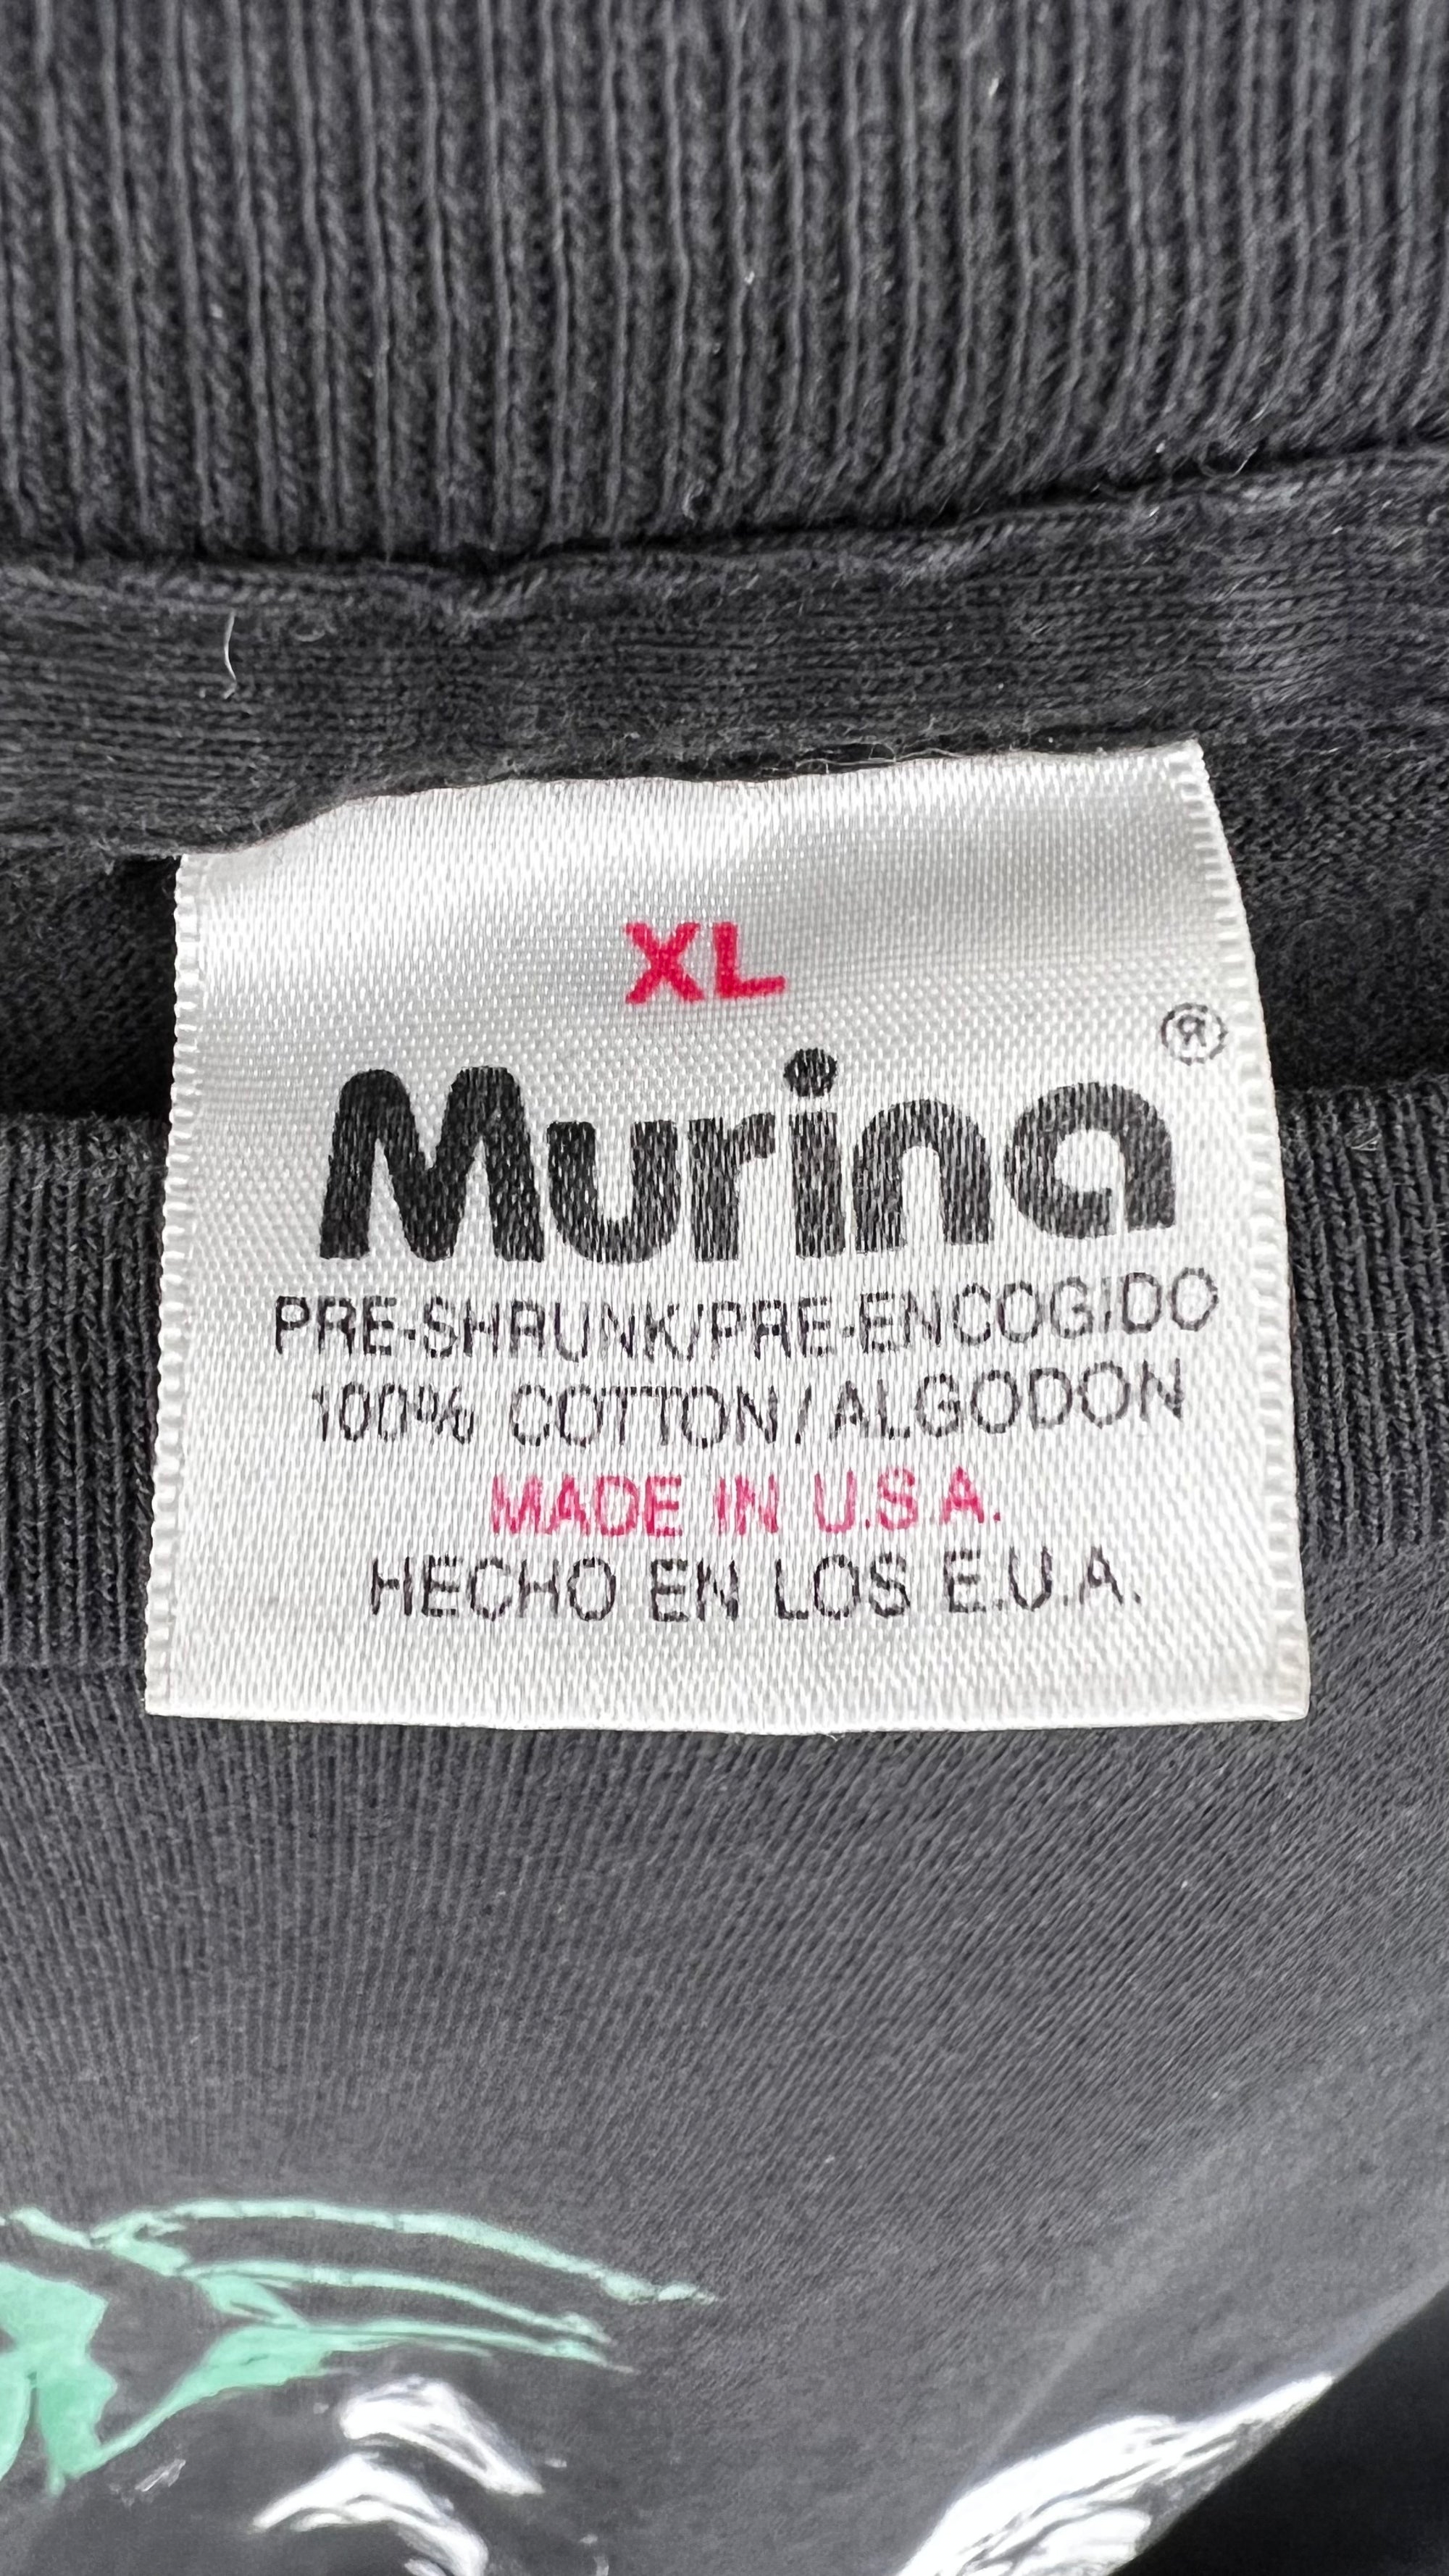 XL
Murina ®
PRE-SHRUNK/PRE-ENCOGIDO
100% COTTON/ALGODON
MADE IN U.S.A.
HECHO EN LOS E.U.A.